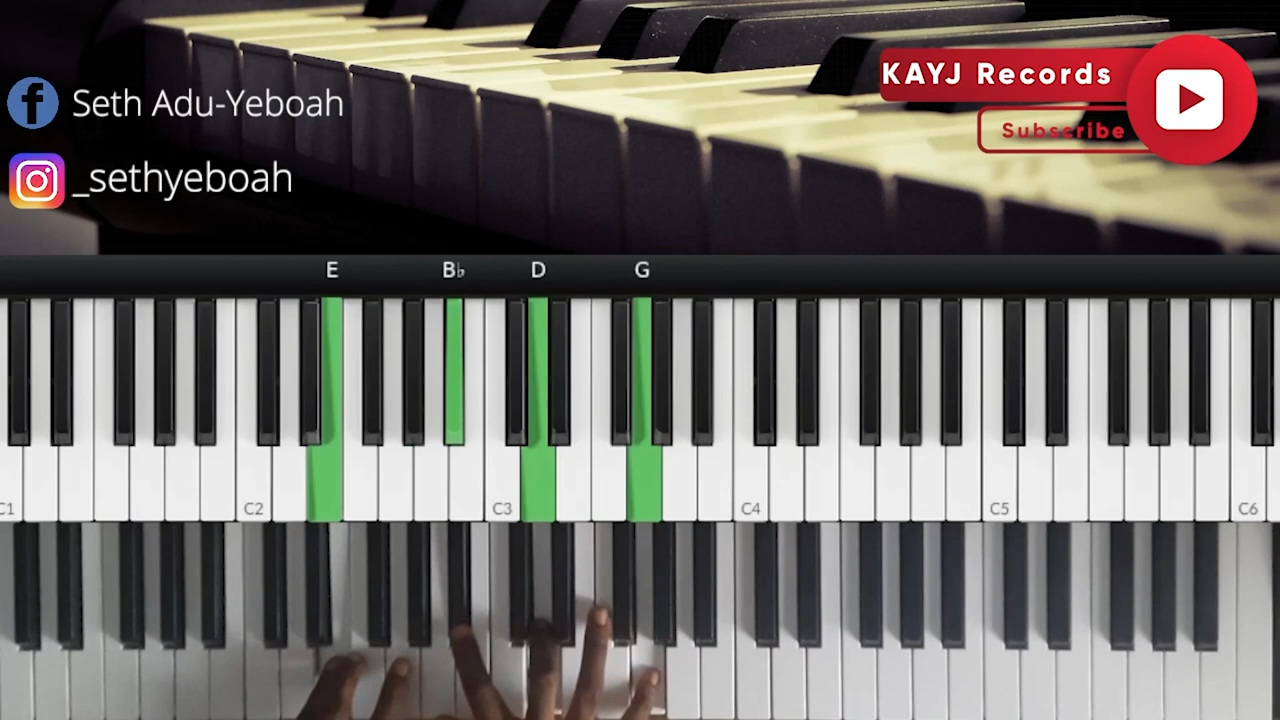 KAYJ Records
Seth Adu-Yeboah
Subscribe
_sethyeboah
E B♭ D G
C1 C2 C3 C4 C5 C6